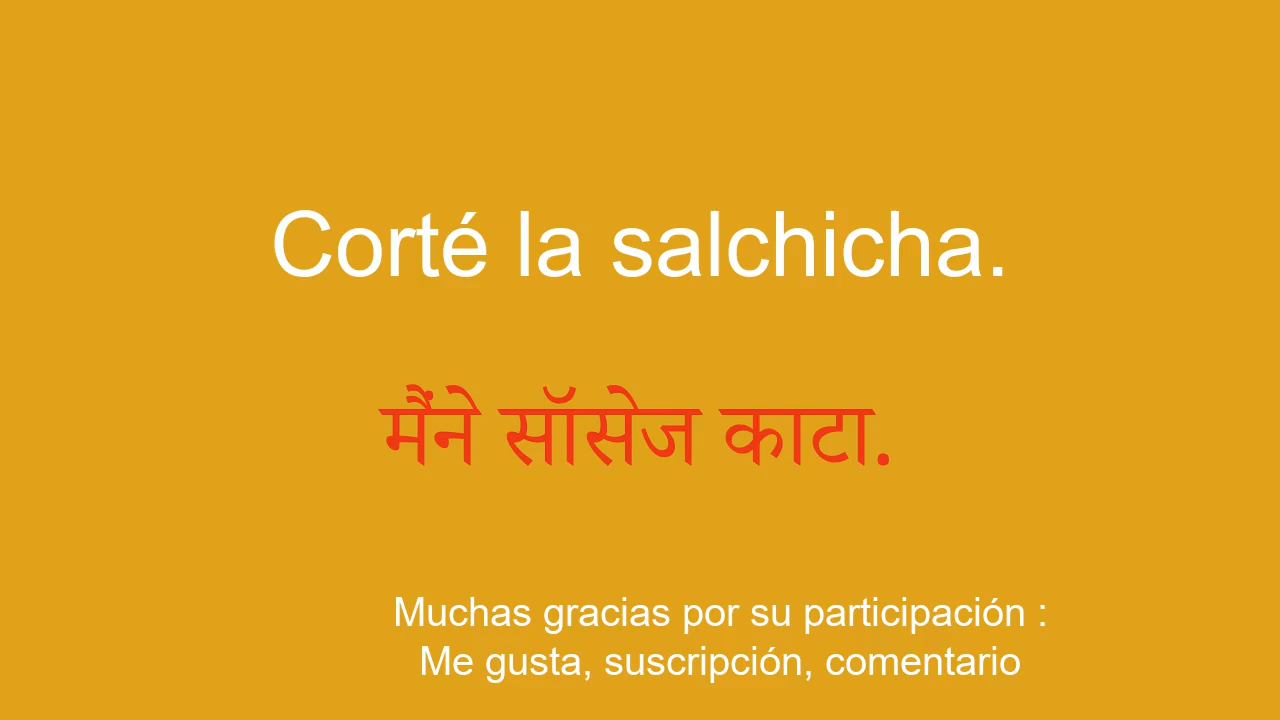 Corté la salchicha.
मैंने सॉसेज काटा.
Muchas gracias por su participación :
Me gusta, suscripción, comentario